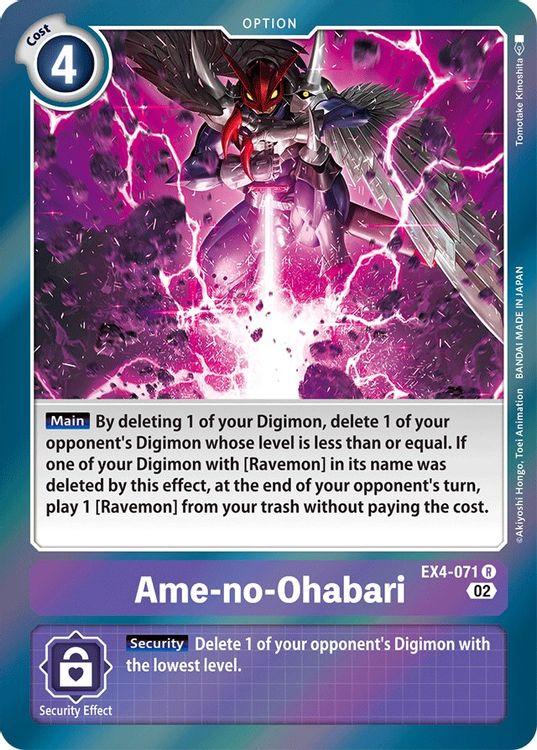 OPTION
Cost
4
Tomotake Kinoshita
©Akiyoshi Hongo, Toei Animation BANDAI MADE IN JAPAN
Main By deleting 1 of your Digimon, delete 1 of your
opponent's Digimon whose level is less than or equal. If
one of your Digimon with [Ravemon] in its name was
deleted by this effect, at the end of your opponent's turn,
play 1 [Ravemon] from your trash without paying the cost.
EX4-071 R
Ame-no-Ohabari
02
Security Delete 1 of your opponent's Digimon with
the lowest level.
Security Effect